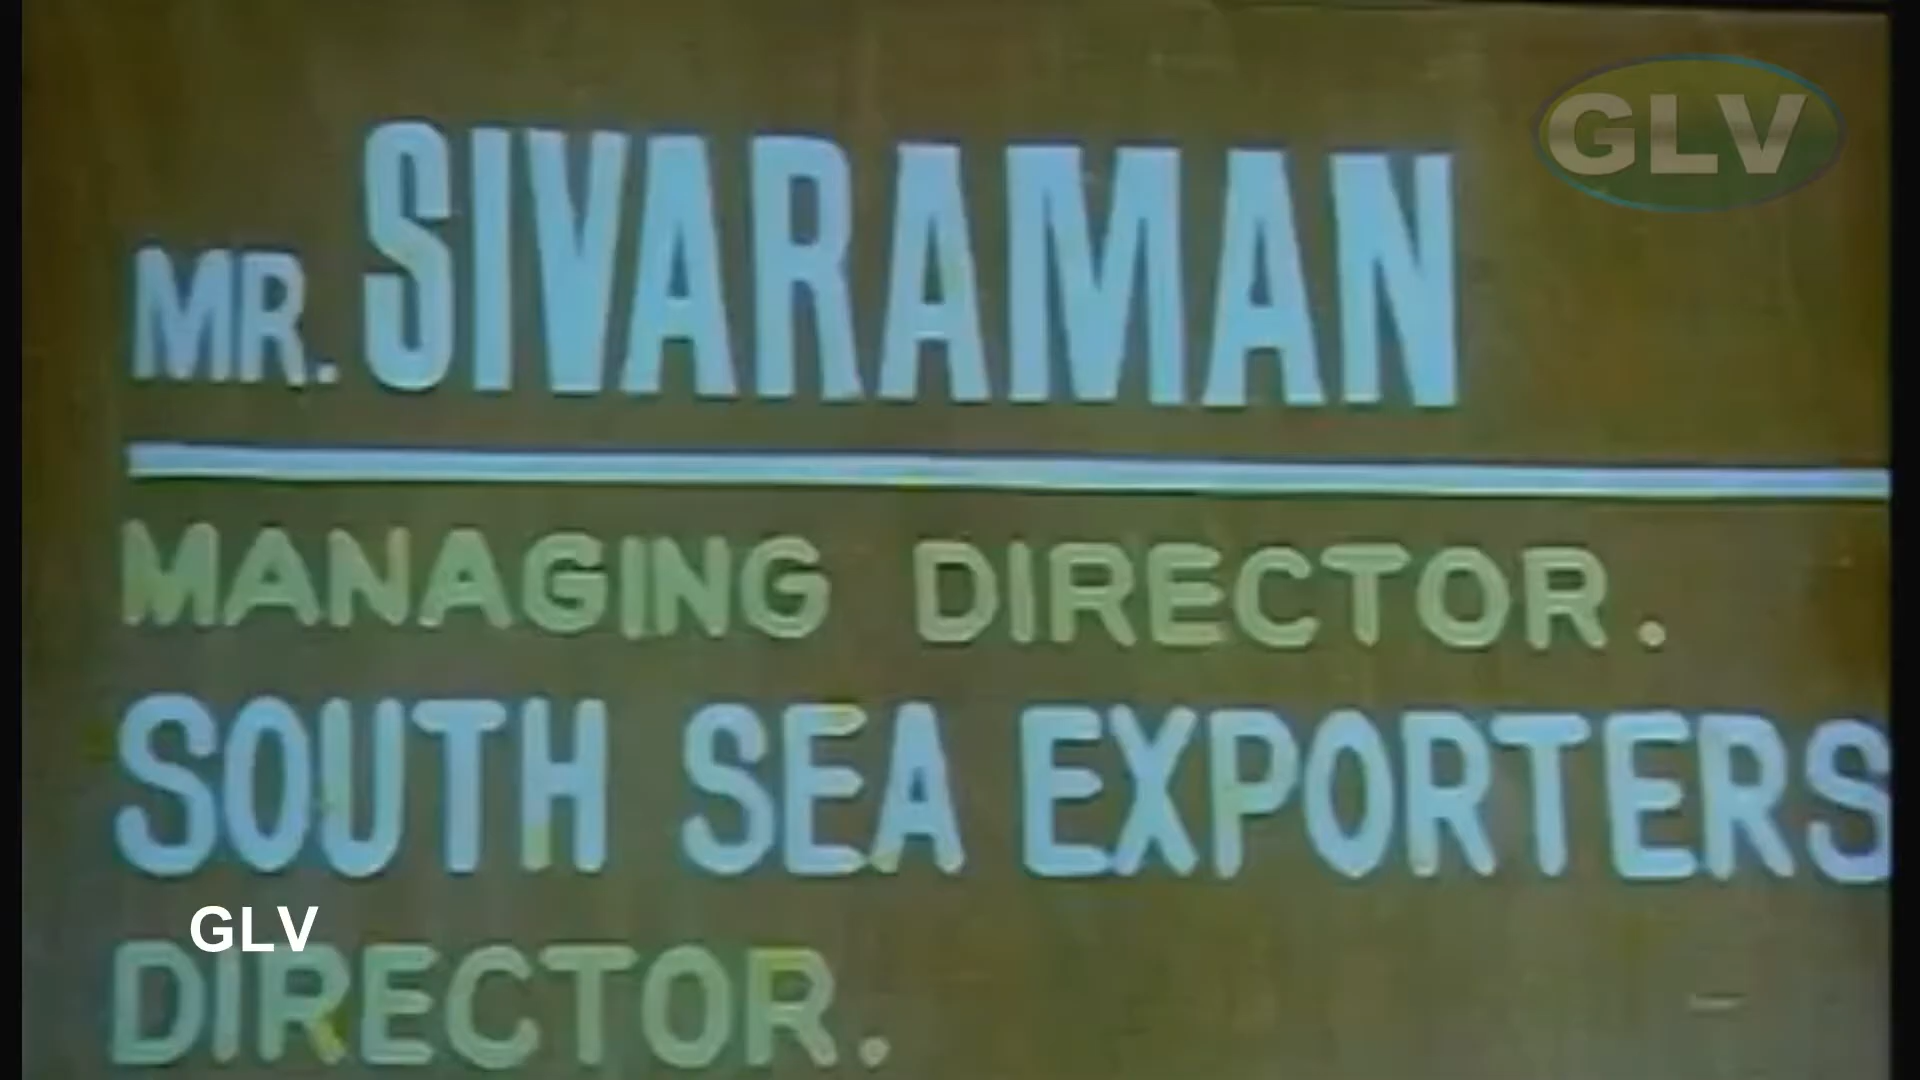 GLV
MR. SIVARAMAN
MANAGING DIRECTOR.
SOUTH SEA EXPORTERS
GLV
DIRECTOR.